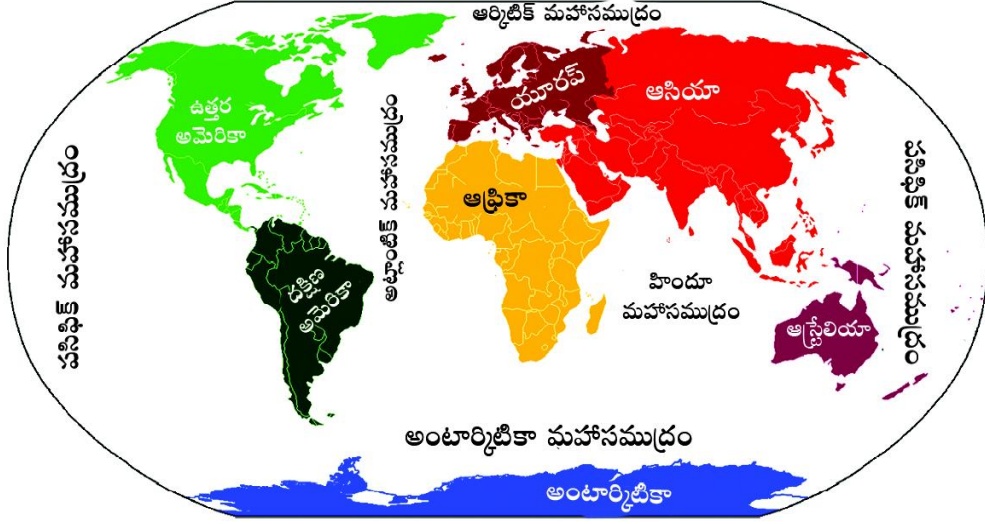 ఆర్కిటిక్ మహాసముద్రం
ఉత్తర
అమెరికా
యూరప్
ఆసియా
పసిఫిక్ మహాసముద్రం
అట్లాంటిక్ మహాసముద్రం
ఆఫ్రికా
పసిఫిక్ మహాసముద్రం
దక్షిణ
అమెరికా
హిందూ
మహాసముద్రం
ఆస్ట్రేలియా
అంటార్కిటికా మహాసముద్రం
అంటార్కిటికా